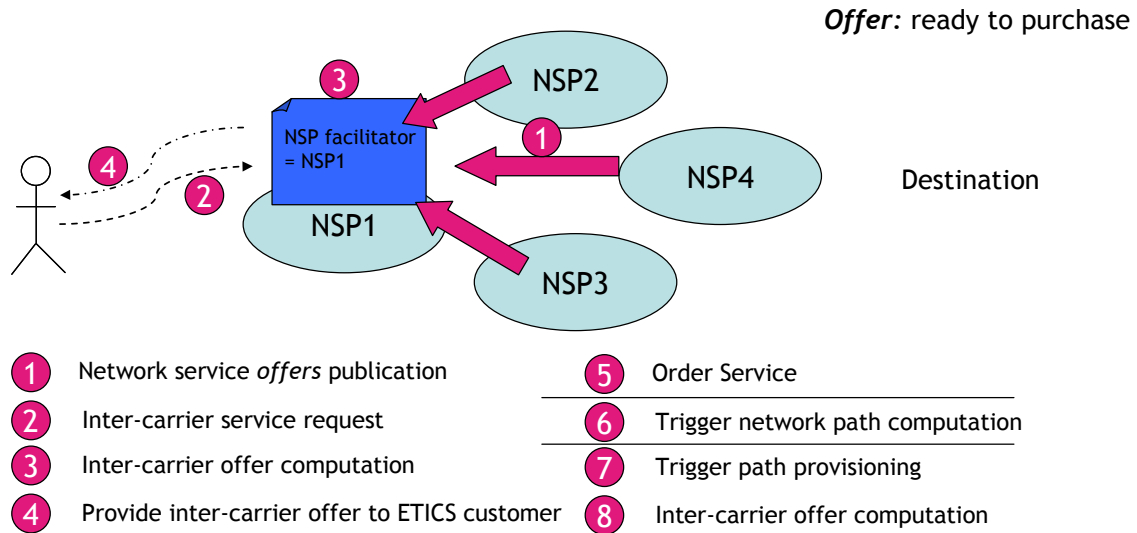 Offer: ready to purchase
3
NSP2
NSP facilitator
= NSP1
1
4
2
NSP4
Destination
NSP1
NSP3
1 Network service offers publication
2 Inter-carrier service request
3 Inter-carrier offer computation
4 Provide inter-carrier offer to ETICS customer
5 Order Service
6 Trigger network path computation
7 Trigger path provisioning
8 Inter-carrier offer computation